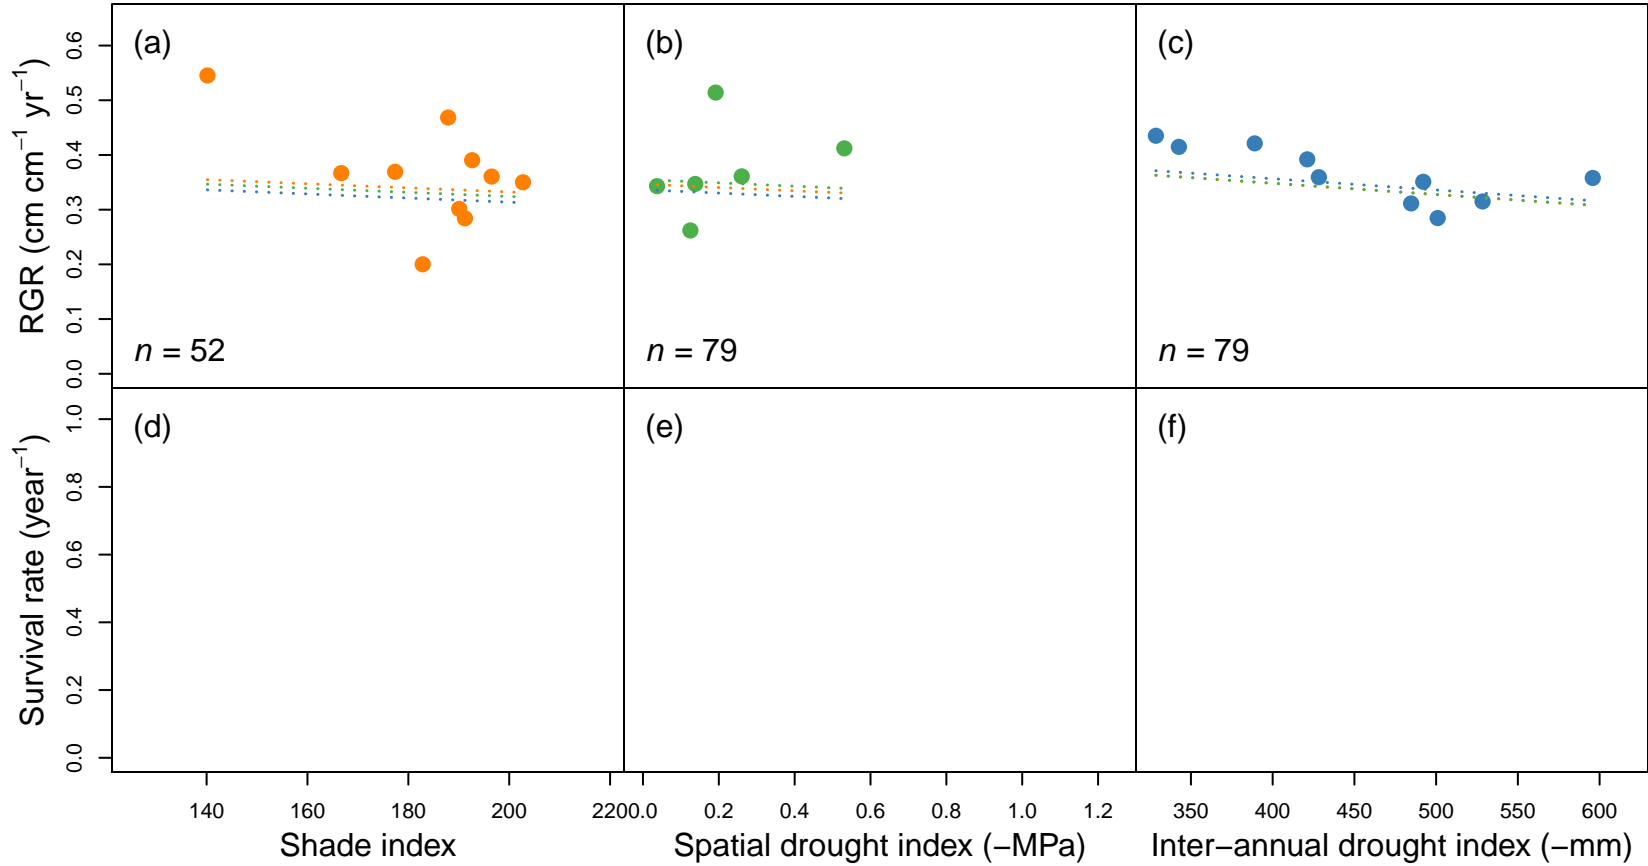 (a)
(b)
(c)
RGR (cm cm⁻¹ yr⁻¹)
0.6
0.5
0.4
0.3
0.2
0.1
0.0
n = 52
n = 79
n = 79
(d)
(e)
(f)
Survival rate (year⁻¹)
1.0
0.8
0.6
0.4
0.2
0.0
140 160 180 200 220
0.0 0.2 0.4 0.6 0.8 1.0 1.2
350 400 450 500 550 600
Shade index
Spatial drought index (−MPa)
Inter−annual drought index (−mm)